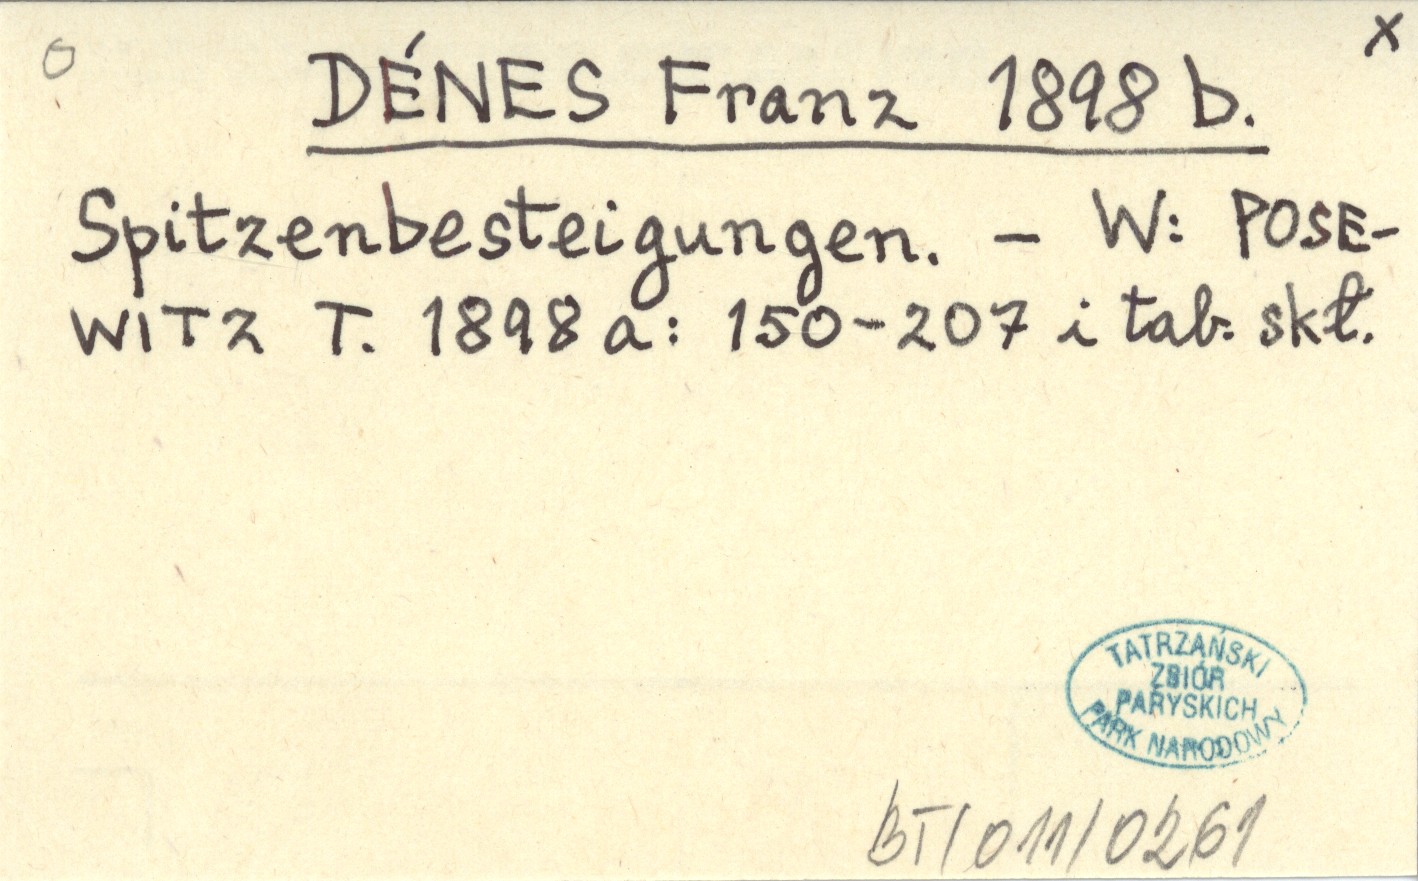 o
x
DÉNES Franz 1898 b.
Spitzenbesteigungen. – W: POSE-
WITZ T. 1898 a: 150-207 i tab. skł.
TATRZAŃSKI
ZBIÓR
PARYSKICH
PARK NARODOWY
BT/011/0261